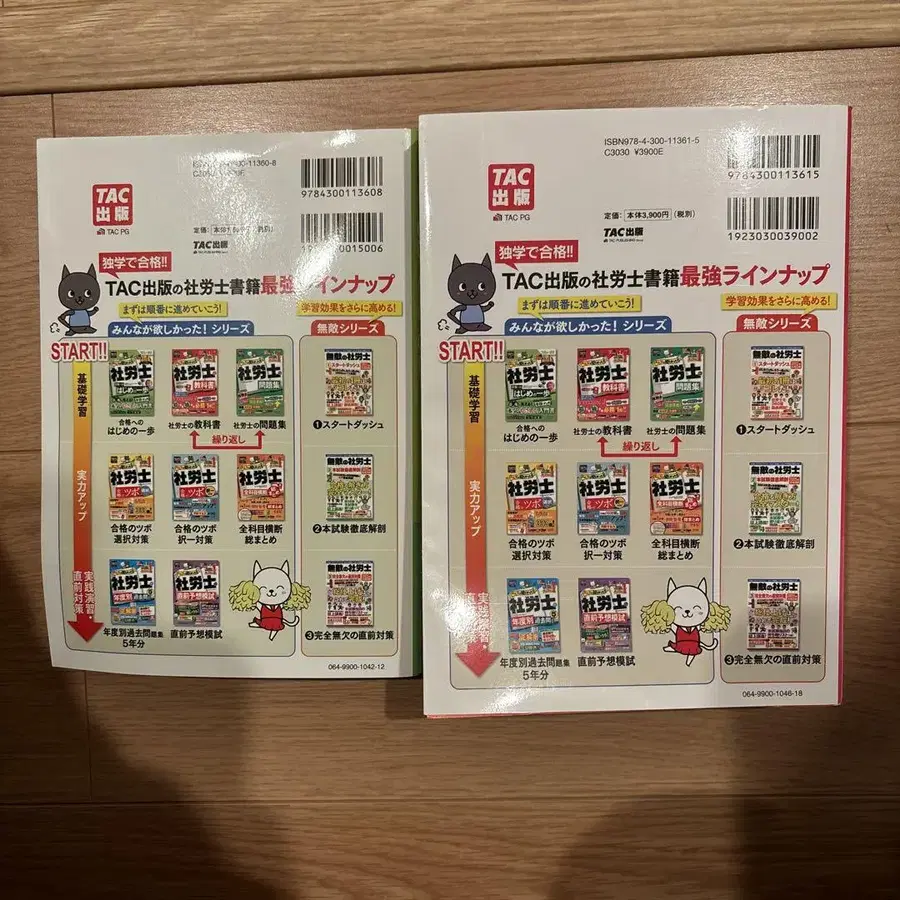 9784300113608
TAC
出版
TAC PG
定価:
TAC出版
独学で合格!!
TAC出版の社労士書籍最強ラインナップ
まずは順番に進めていこう!
学習効果をさらに高める!
みんなが欲しかった! シリーズ
無敵シリーズ
START!!
基礎学習
実力アップ
実践演習・直前対策
合格への
はじめの一歩
社労士の教科書
社労士の問題集
繰り返し
①スタートダッシュ
合格のツボ
選択対策
合格のツボ
択一対策
全科目横断
総まとめ
②本試験徹底解剖
年度別過去問題集
5年分
直前予想模試
③完全無欠の直前対策
064-9900-1042-12
ISBN978-4-300-11361-5
C3030 ¥3900E
9784300113615
TAC
出版
TAC PG
定価: 本体3,900円 (税別)
TAC出版
1923030039002
独学で合格!!
TAC出版の社労士書籍最強ラインナップ
まずは順番に進めていこう!
学習効果をさらに高める!
みんなが欲しかった! シリーズ
無敵シリーズ
START!!
基礎学習
実力アップ
合格への
はじめの一歩
社労士の教科書
社労士の問題集
繰り返し
①スタートダッシュ
合格のツボ
選択対策
合格のツボ
択一対策
全科目横断
総まとめ
②本試験徹底解剖
年度別過去問題集
5年分
直前予想模試
③完全無欠の直前対策
064-9900-1046-18